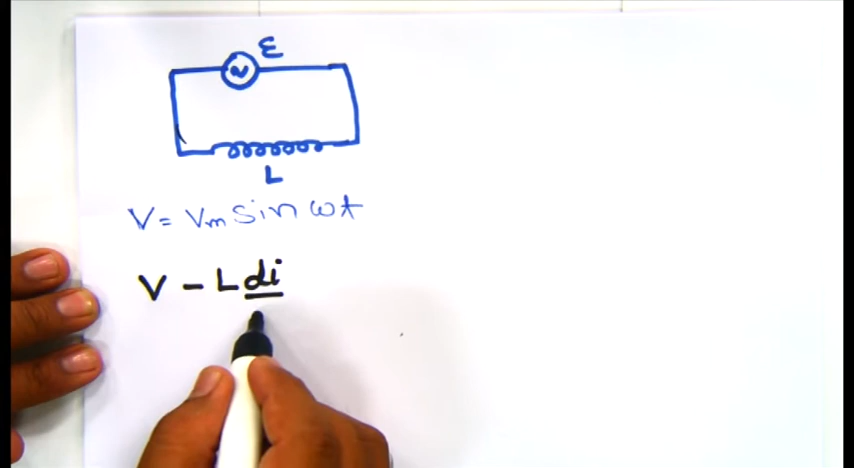 ε
L
V = Vm sin ωt
V - L di